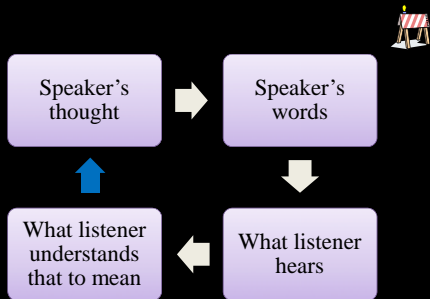 Speaker’s
thought
Speaker’s
words
What listener
understands
that to mean
What listener
hears